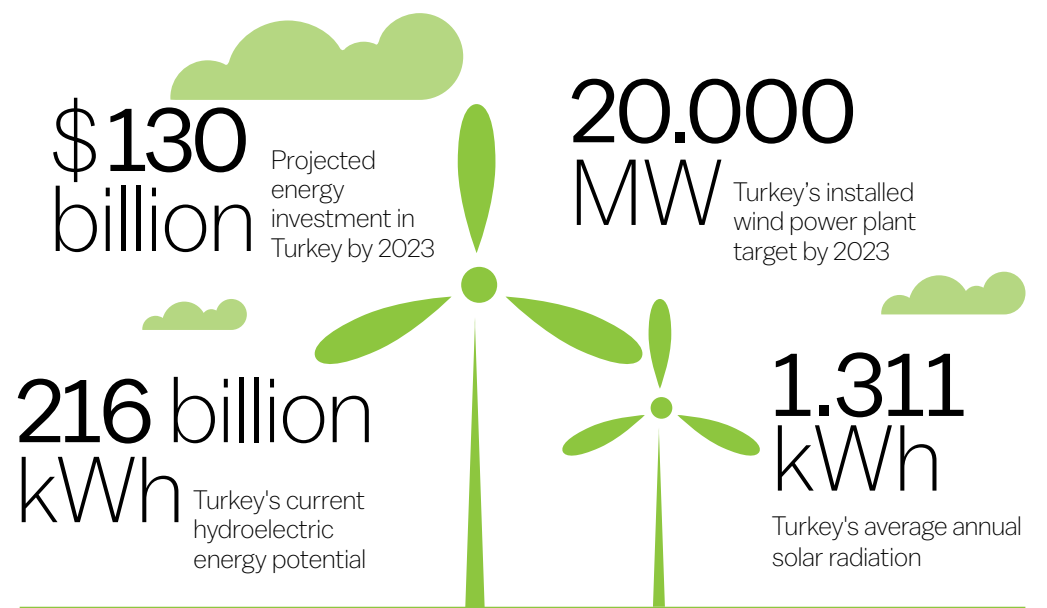 $130
billion
Projected
energy
investment in
Turkey by 2023
20.000
MW
Turkey’s installed
wind power plant
target by 2023
216 billion
kWh
Turkey's current
hydroelectric
energy potential
1.311
kWh
Turkey's average annual
solar radiation